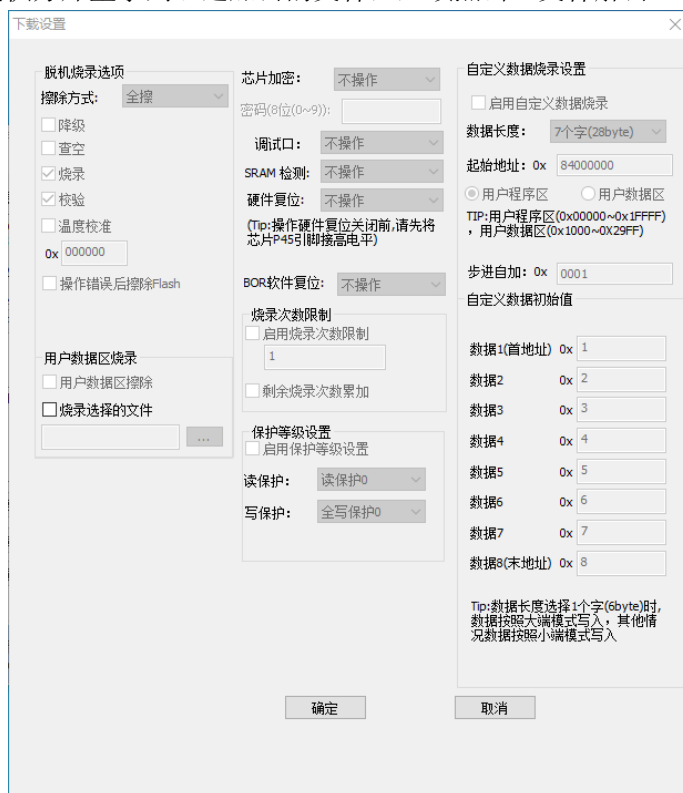 下载设置
脱机烧录选项
擦除方式: 全擦
降级
查空
烧录
校验
温度校准
0x 000000
操作错误后擦除Flash
用户数据区烧录
用户数据区擦除
烧录选择的文件
...
芯片加密: 不操作
密码(8位(0~9)):
调试口: 不操作
SRAM 检测: 不操作
硬件复位: 不操作
(Tip:操作硬件复位关闭前,请先将
芯片P45引脚接高电平)
BOR软件复位: 不操作
烧录次数限制
启用烧录次数限制
1
剩余烧录次数累加
保护等级设置
启用保护等级设置
读保护: 读保护0
写保护: 全写保护0
自定义数据烧录设置
启用自定义数据烧录
数据长度: 7个字(28byte)
起始地址: 0x 84000000
用户程序区 用户数据区
TIP:用户程序区(0x00000~0x1FFFF)
，用户数据区(0x1000~0X29FF)
步进自加: 0x 0001
自定义数据初始值
数据1(首地址) 0x 1
数据2 0x 2
数据3 0x 3
数据4 0x 4
数据5 0x 5
数据6 0x 6
数据7 0x 7
数据8(末地址) 0x 8
Tip:数据长度选择1个字(6byte)时,
数据按照大端模式写入，其他情
况数据按照小端模式写入
确定 取消